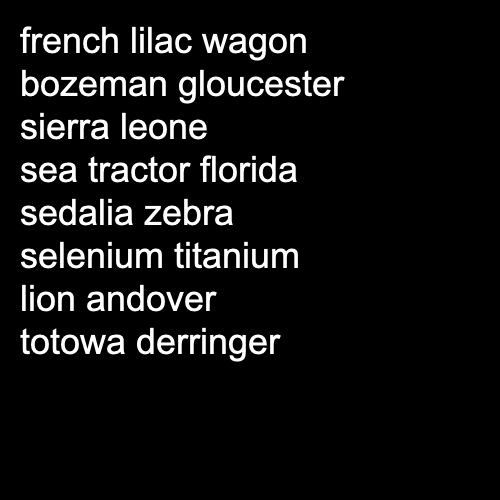 french lilac wagon
bozeman gloucester
sierra leone
sea tractor florida
sedalia zebra
selenium titanium
lion andover
totowa derringer